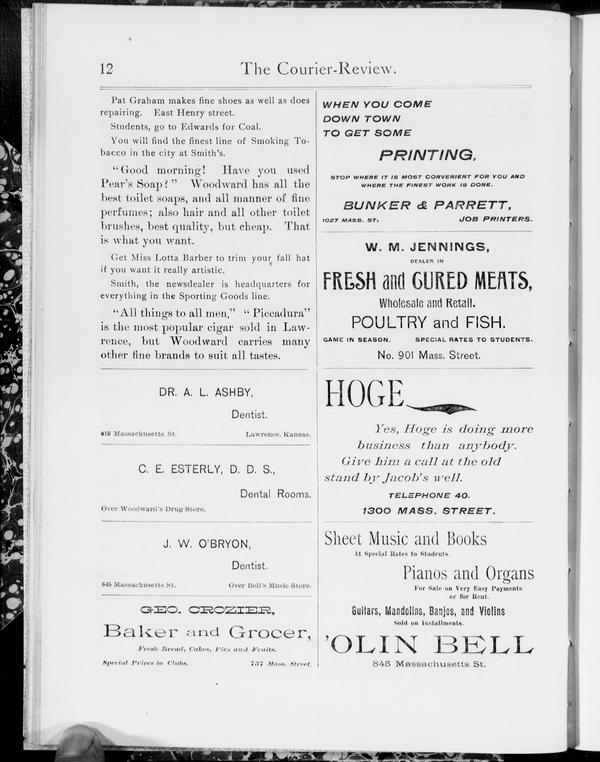 12
The Courier-Review.
Pat Graham makes fine shoes as well as does
repairing. East Henry street.
Students, go to Edwards for Coal.
You will find the finest line of Smoking To-
bacco in the city at Smith's.
"Good morning! Have you used
Pear's Soap?" Woodward has all the
best toilet soaps, and all manner of fine
perfumes; also hair and all other toilet
brushes, best quality, but cheap. That
is what you want.
Get Miss Lotta Barber to trim your fall hat
if you want it really artistic.
Smith, the newsdealer is headquarters for
everything in the Sporting Goods line.
"All things to all men," "Piccadura"
is the most popular cigar sold in Law-
rence, but Woodward carries many
other fine brands to suit all tastes.
DR. A. L. ASHBY,
Dentist.
819 Massachusetts St. Lawrence, Kansas.
C. E. ESTERLY, D. D. S.,
Dental Rooms.
Over Woodward's Drug Store.
J. W. O'BRYON,
Dentist.
845 Massachusetts St. Over Bell's Music Store.
GEO. CROZIER,
Baker and Grocer,
Fresh Bread, Cakes, Pies and Fruits.
Special Prices to Clubs. 737 Mass. Street.
WHEN YOU COME
DOWN TOWN
TO GET SOME
PRINTING,
STOP WHERE IT IS MOST CONVENIENT FOR YOU AND
WHERE THE FINEST WORK IS DONE.
BUNKER & PARRETT,
1027 MASS. ST. JOB PRINTERS.
W. M. JENNINGS,
DEALER IN
FRESH and CURED MEATS,
Wholesale and Retail.
POULTRY and FISH.
GAME IN SEASON. SPECIAL RATES TO STUDENTS.
No. 901 Mass. Street.
HOGE
Yes, Hoge is doing more
business than anybody.
Give him a call at the old
stand by Jacob's well.
TELEPHONE 40.
1300 MASS. STREET.
Sheet Music and Books
At Special Rates to Students.
Pianos and Organs
For Sale on Very Easy Payments
or for Rent.
Guitars, Mandolins, Banjos, and Violins
Sold on Installments.
'OLIN BELL
845 Massachusetts St.